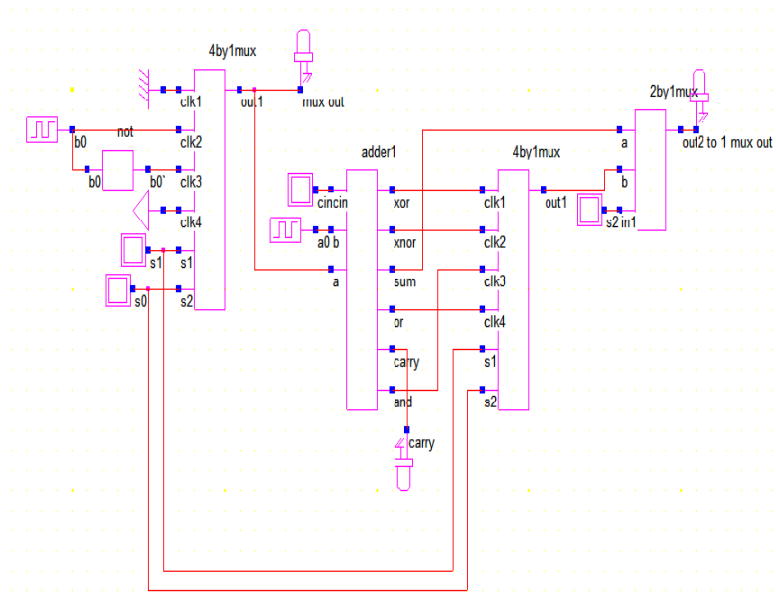 4by1mux
clk1
out1
mux out
clk2
b0
not
b0
b0`
clk3
clk4
s1
s1
s0
s2
adder1
cincin
xor
a0 b
xnor
a
sum
or
carry
and
carry
4by1mux
clk1
out1
clk2
clk3
clk4
s1
s2
2by1mux
a
out2 to 1 mux out
b
s2 in1